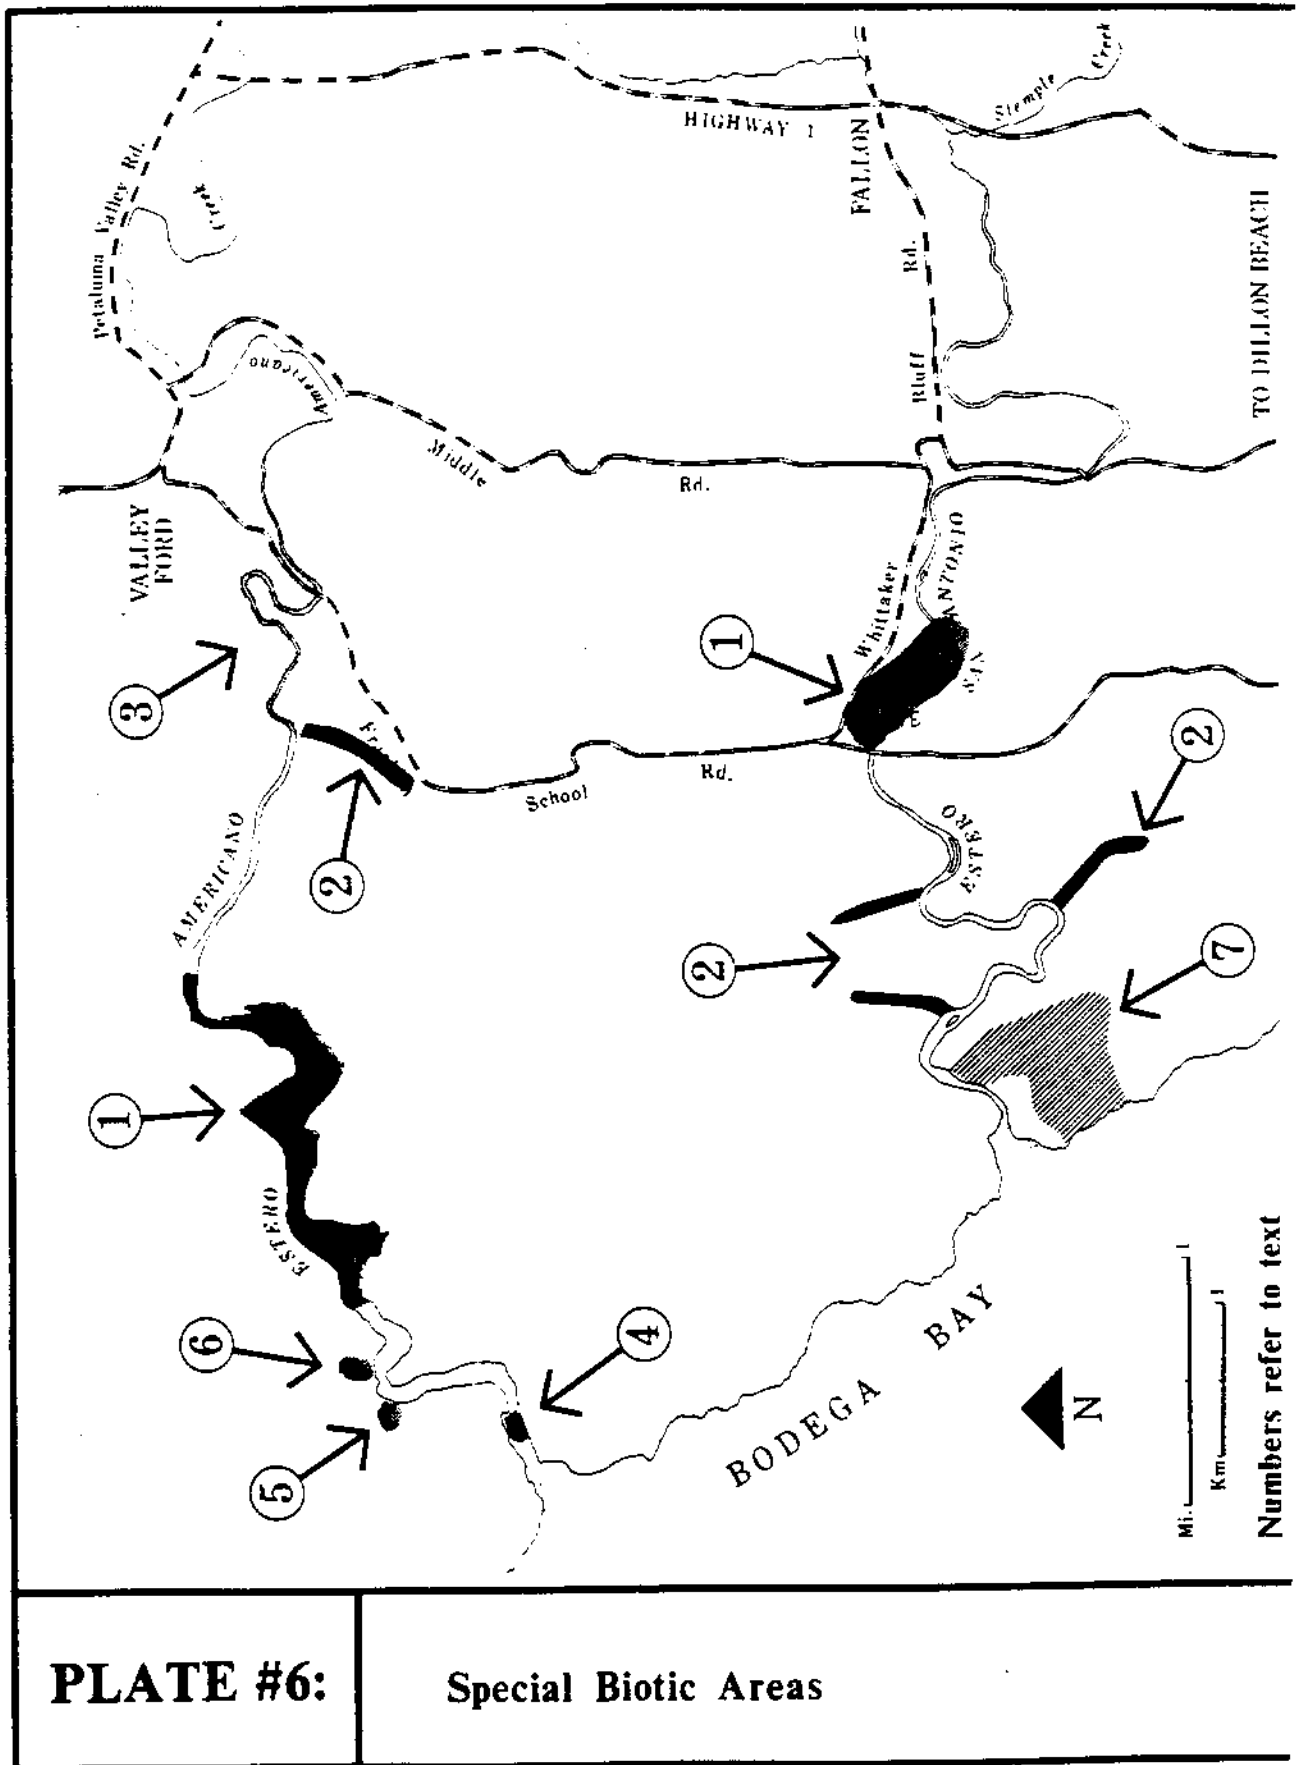 Petaluma Valley Rd.
Creek
HIGHWAY 1
FALLON
Stemple Creek
Americano
VALLEY
FORD
Middle
Rd.
Bluff Rd.
TO DILLON BEACH
Whittaker
SAN ANTONIO
ESTERO
School
Rd.
AMERICANO
ESTERO
3
2
1
1
2
2
7
6
5
4
BODEGA BAY
N
Mi. 1
Km 1
Numbers refer to text
PLATE #6:
Special Biotic Areas